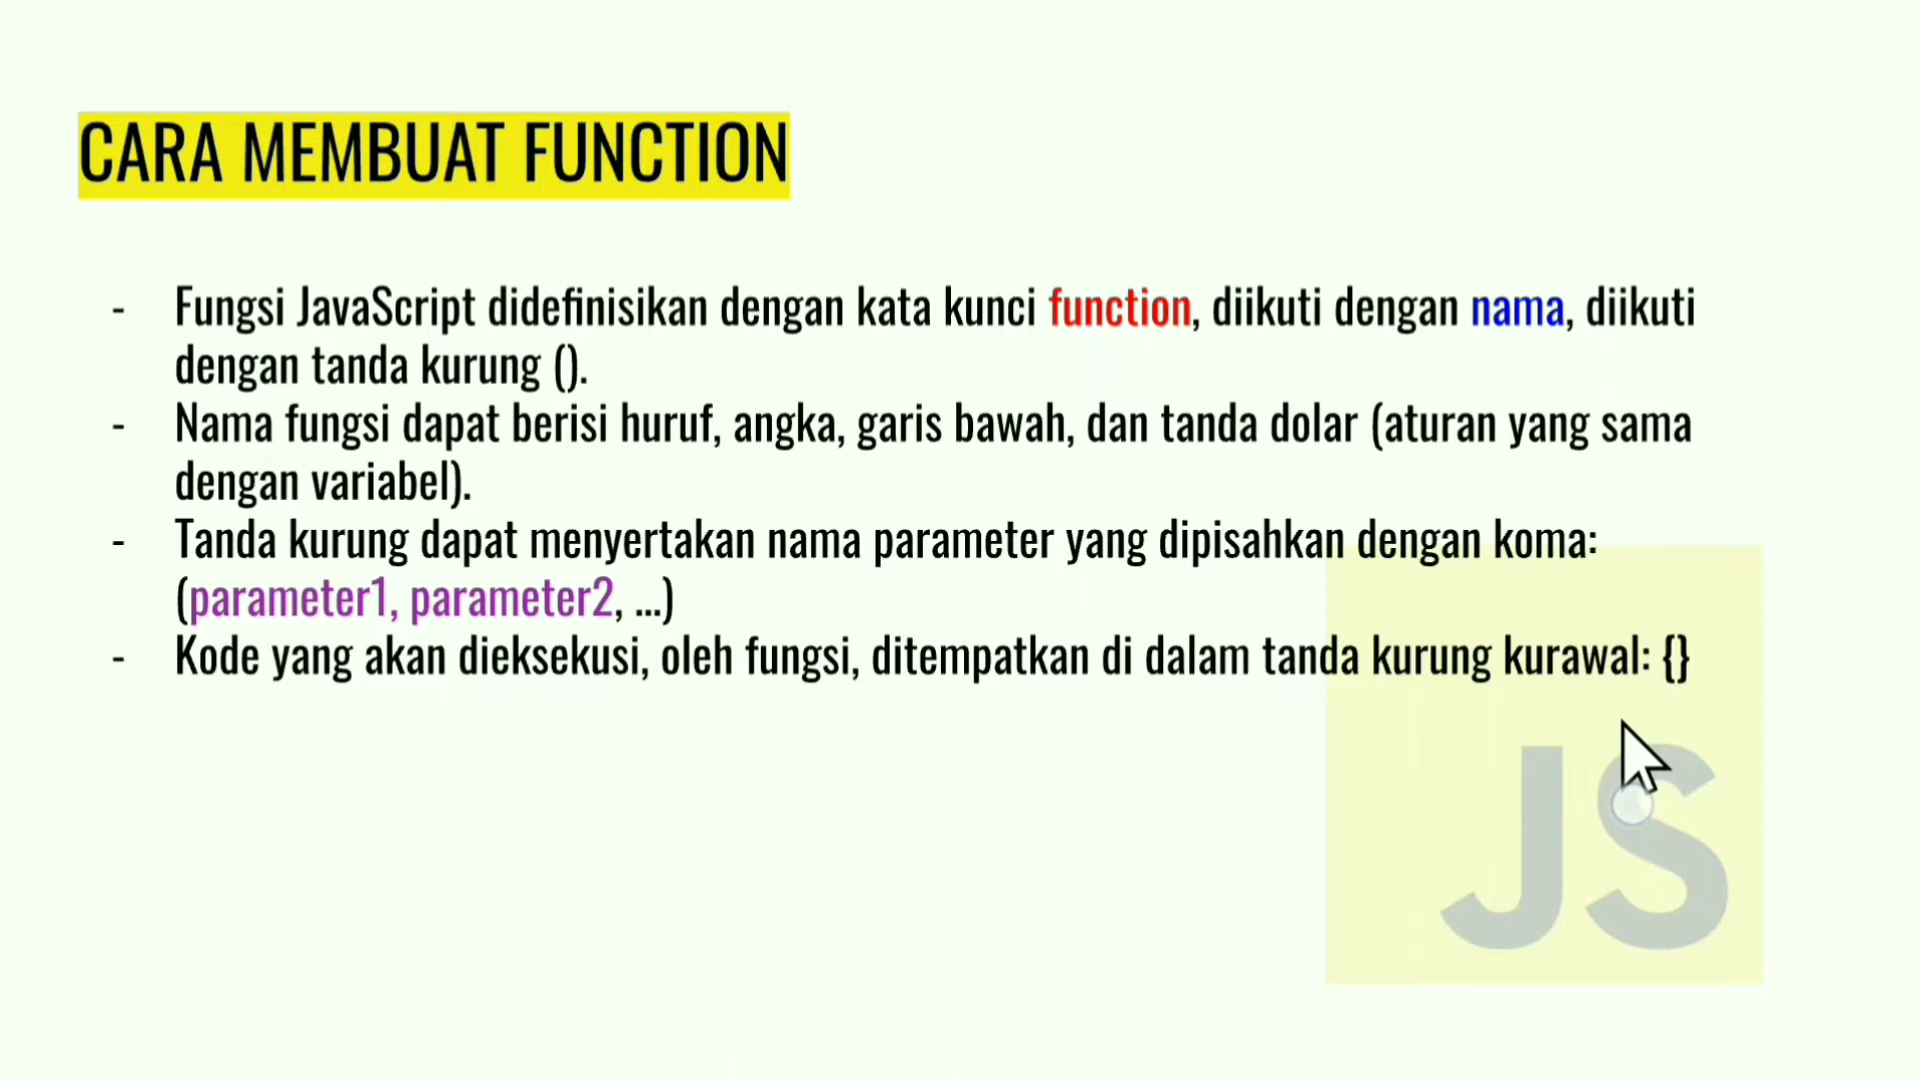 CARA MEMBUAT FUNCTION
- Fungsi JavaScript didefinisikan dengan kata kunci function, diikuti dengan nama, diikuti
dengan tanda kurung ().
- Nama fungsi dapat berisi huruf, angka, garis bawah, dan tanda dolar (aturan yang sama
dengan variabel).
- Tanda kurung dapat menyertakan nama parameter yang dipisahkan dengan koma:
(parameter1, parameter2, ...)
- Kode yang akan dieksekusi, oleh fungsi, ditempatkan di dalam tanda kurung kurawal: {}
JS